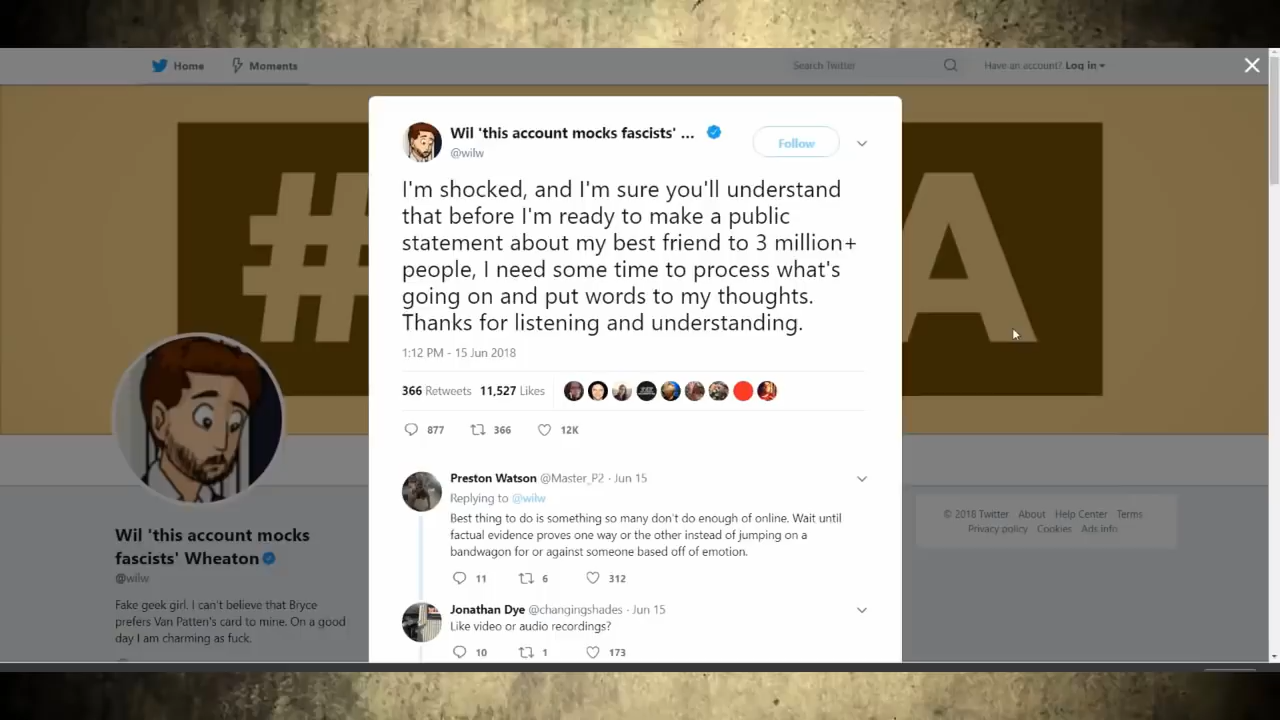 Home Moments Search Twitter Have an account? Log in
# A
Wil 'this account mocks fascists' ...
@wilw
Follow
I'm shocked, and I'm sure you'll understand
that before I'm ready to make a public
statement about my best friend to 3 million+
people, I need some time to process what's
going on and put words to my thoughts.
Thanks for listening and understanding.
1:12 PM - 15 Jun 2018
366 Retweets 11,527 Likes
877 366 12K
Preston Watson @Master_P2 · Jun 15
Replying to @wilw
Best thing to do is something so many don't do enough of online. Wait until
factual evidence proves one way or the other instead of jumping on a
bandwagon for or against someone based off of emotion.
11 6 312
Jonathan Dye @changingshades · Jun 15
Like video or audio recordings?
10 1 173
Wil 'this account mocks
fascists' Wheaton
@wilw
Fake geek girl. I can't believe that Bryce
prefers Van Patten's card to mine. On a good
day I am charming as fuck.
© 2018 Twitter About Help Center Terms
Privacy policy Cookies Ads info